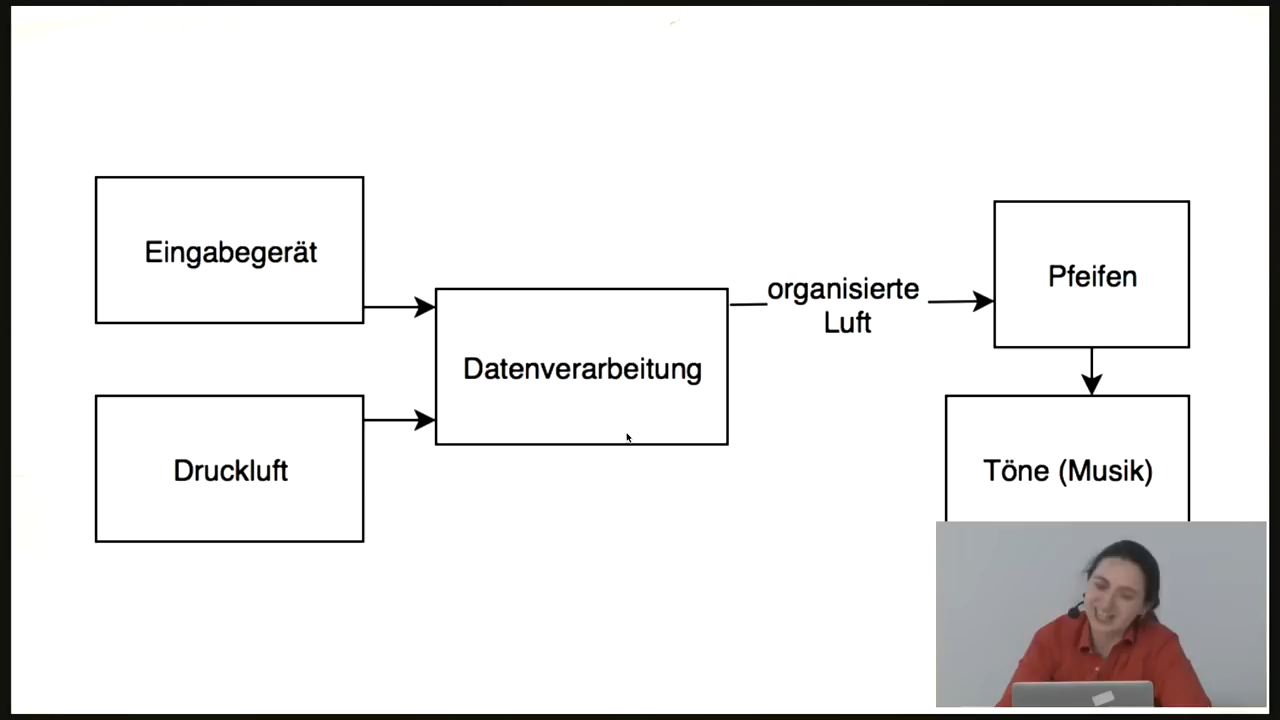 Eingabegerät
Druckluft
Datenverarbeitung
organisierte
Luft
Pfeifen
Töne (Musik)